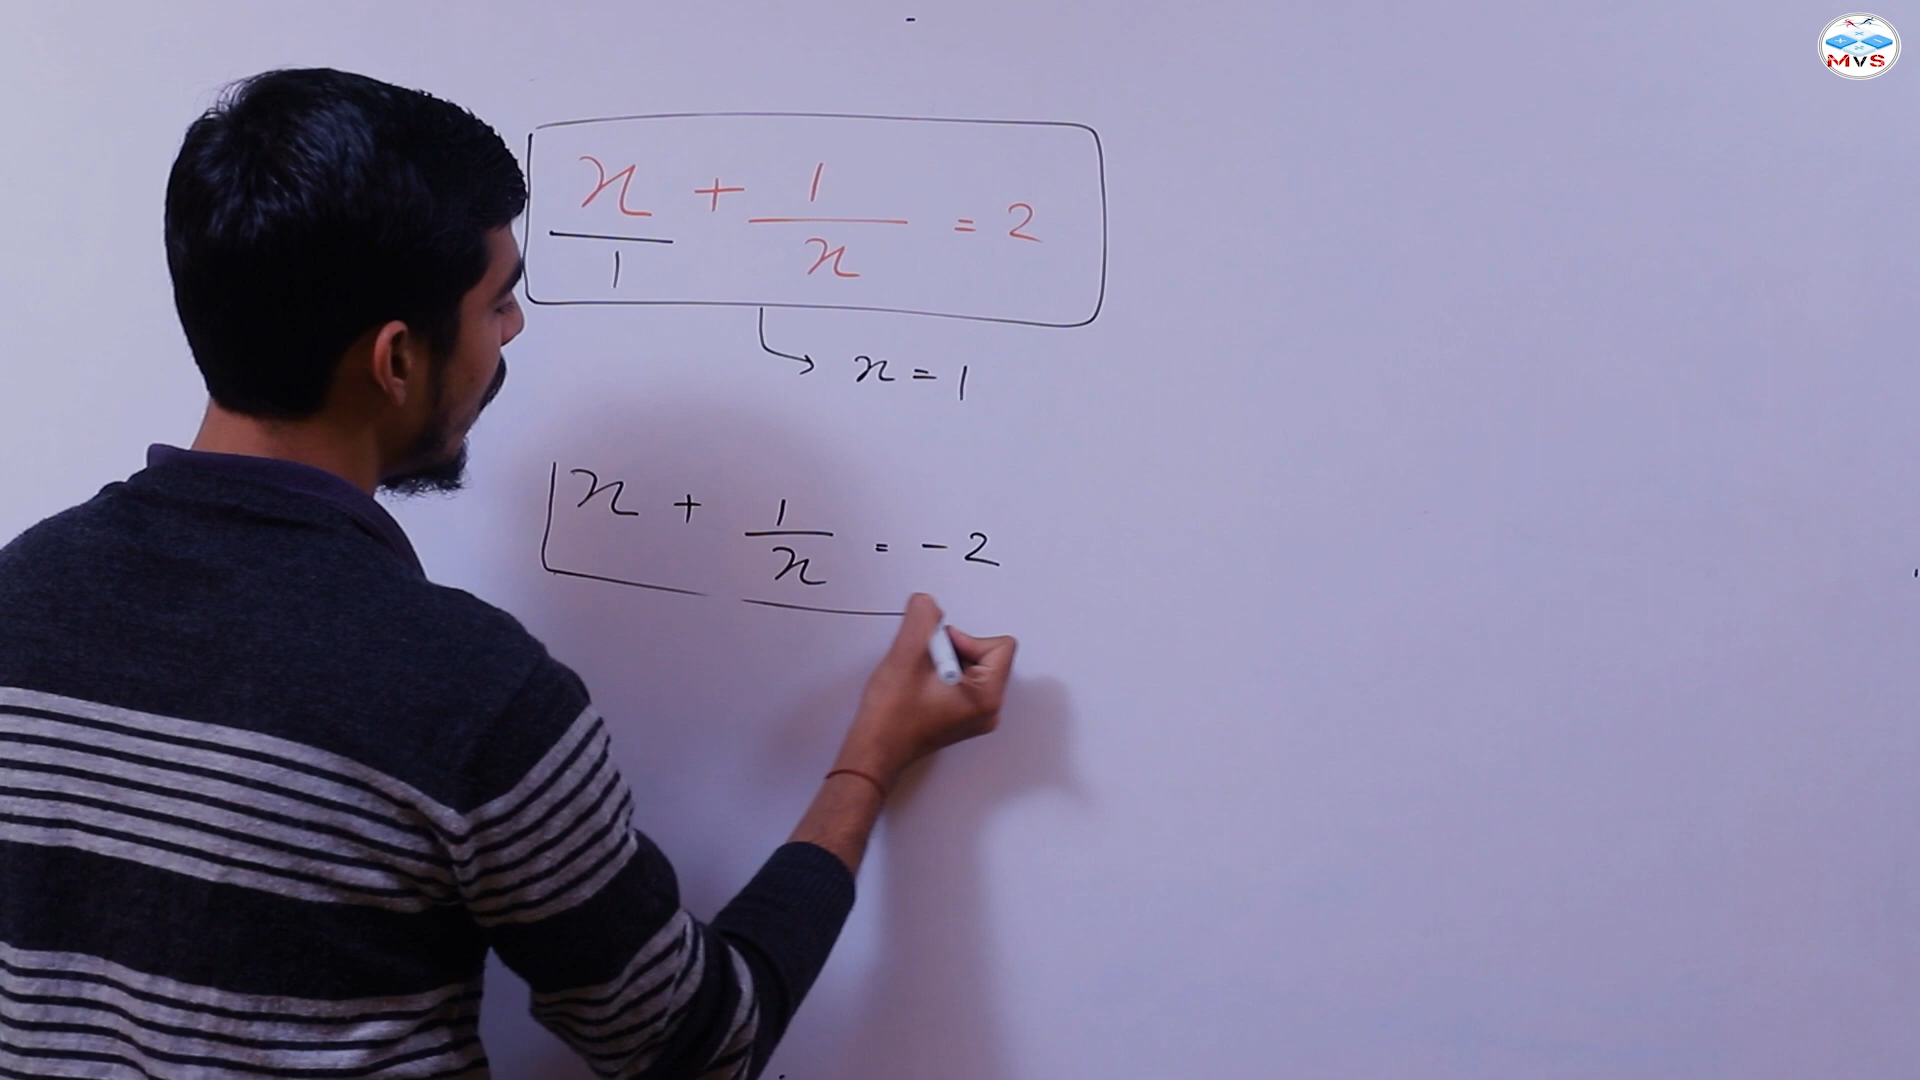 MVS
x/1 + 1/x = 2
x = 1
x + 1/x = -2